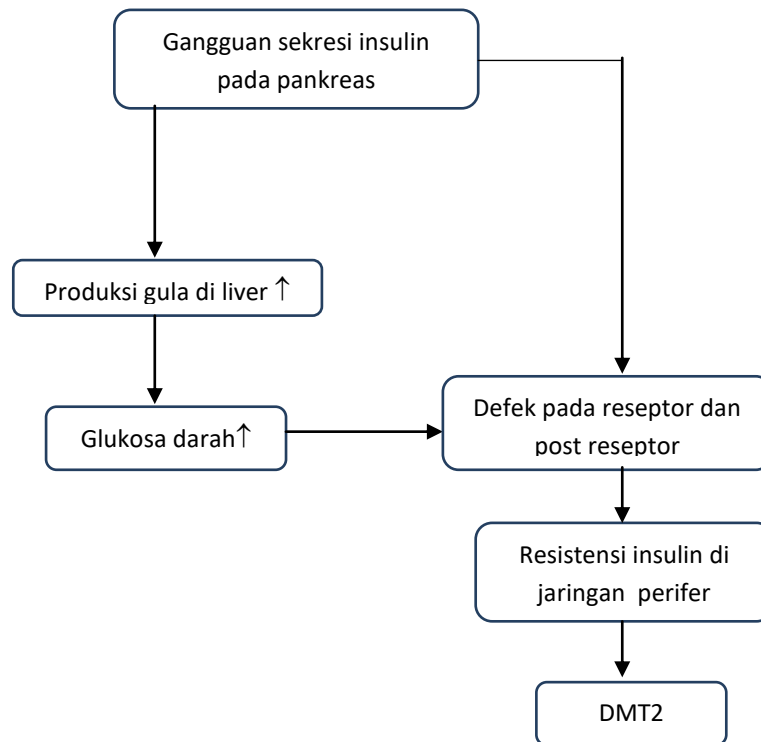 Gangguan sekresi insulin
pada pankreas
Produksi gula di liver ↑
Glukosa darah↑
Defek pada reseptor dan
post reseptor
Resistensi insulin di
jaringan perifer
DMT2